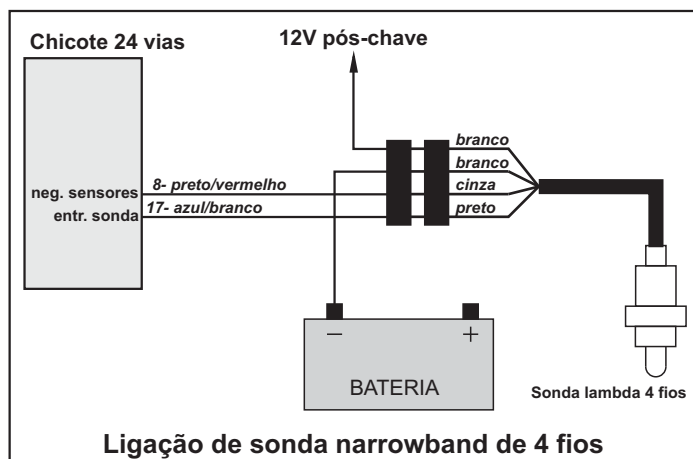 Chicote 24 vias
12V pós-chave
neg. sensores
entr. sonda
8- preto/vermelho
17- azul/branco
branco
branco
cinza
preto
− +
BATERIA
Sonda lambda 4 fios
Ligação de sonda narrowband de 4 fios